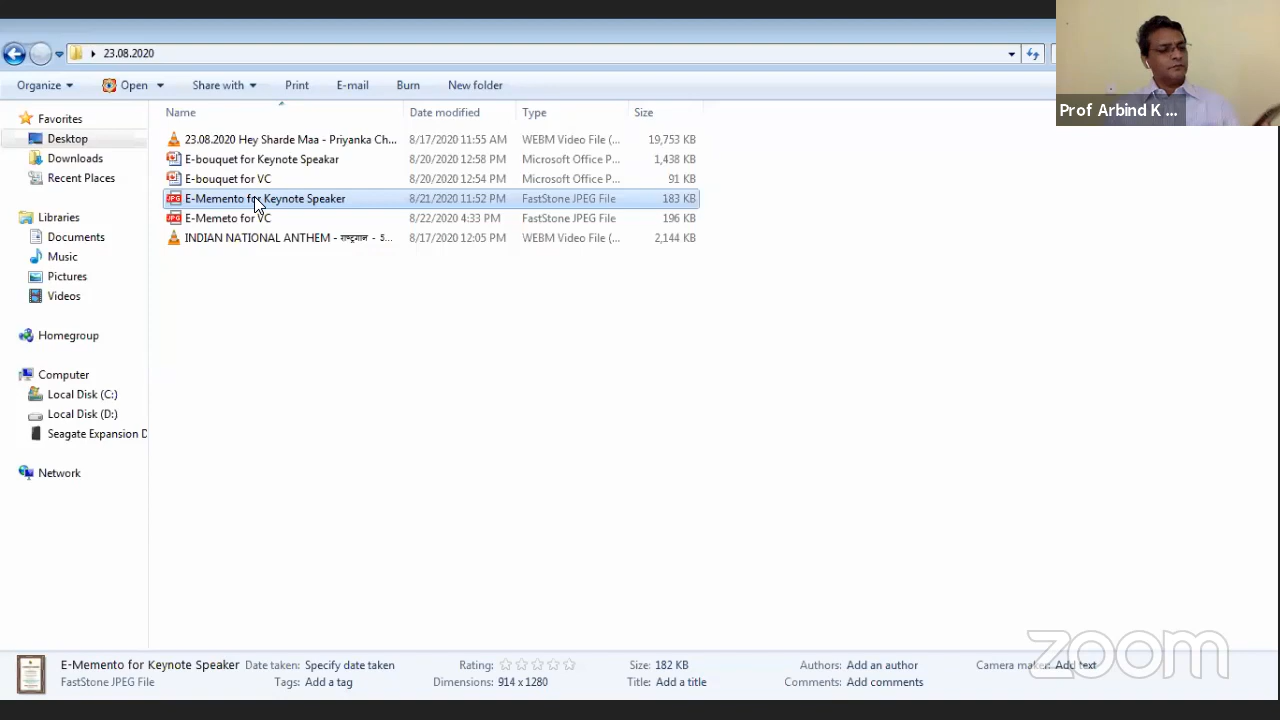 23.08.2020
Organize Open Share with Print E-mail Burn New folder
Name Date modified Type Size
Favorites
Desktop
Downloads
Recent Places
Libraries
Documents
Music
Pictures
Videos
Homegroup
Computer
Local Disk (C:)
Local Disk (D:)
Seagate Expansion D
Network
23.08.2020 Hey Sharde Maa - Priyanka Ch... 8/17/2020 11:55 AM WEBM Video File (... 19,753 KB
E-bouquet for Keynote Speakar 8/20/2020 12:58 PM Microsoft Office P... 1,438 KB
E-bouquet for VC 8/20/2020 12:54 PM Microsoft Office P... 91 KB
E-Memento for Keynote Speaker 8/21/2020 11:52 PM FastStone JPEG File 183 KB
E-Memeto for VC 8/22/2020 4:33 PM FastStone JPEG File 196 KB
INDIAN NATIONAL ANTHEM - राष्ट्रगान - 5... 8/17/2020 12:05 PM WEBM Video File (... 2,144 KB
E-Memento for Keynote Speaker Date taken: Specify date taken Rating: Size: 182 KB Authors: Add an author Camera maker: Add text
FastStone JPEG File Tags: Add a tag Dimensions: 914 x 1280 Title: Add a title Comments: Add comments
Prof Arbind K ...
zoom